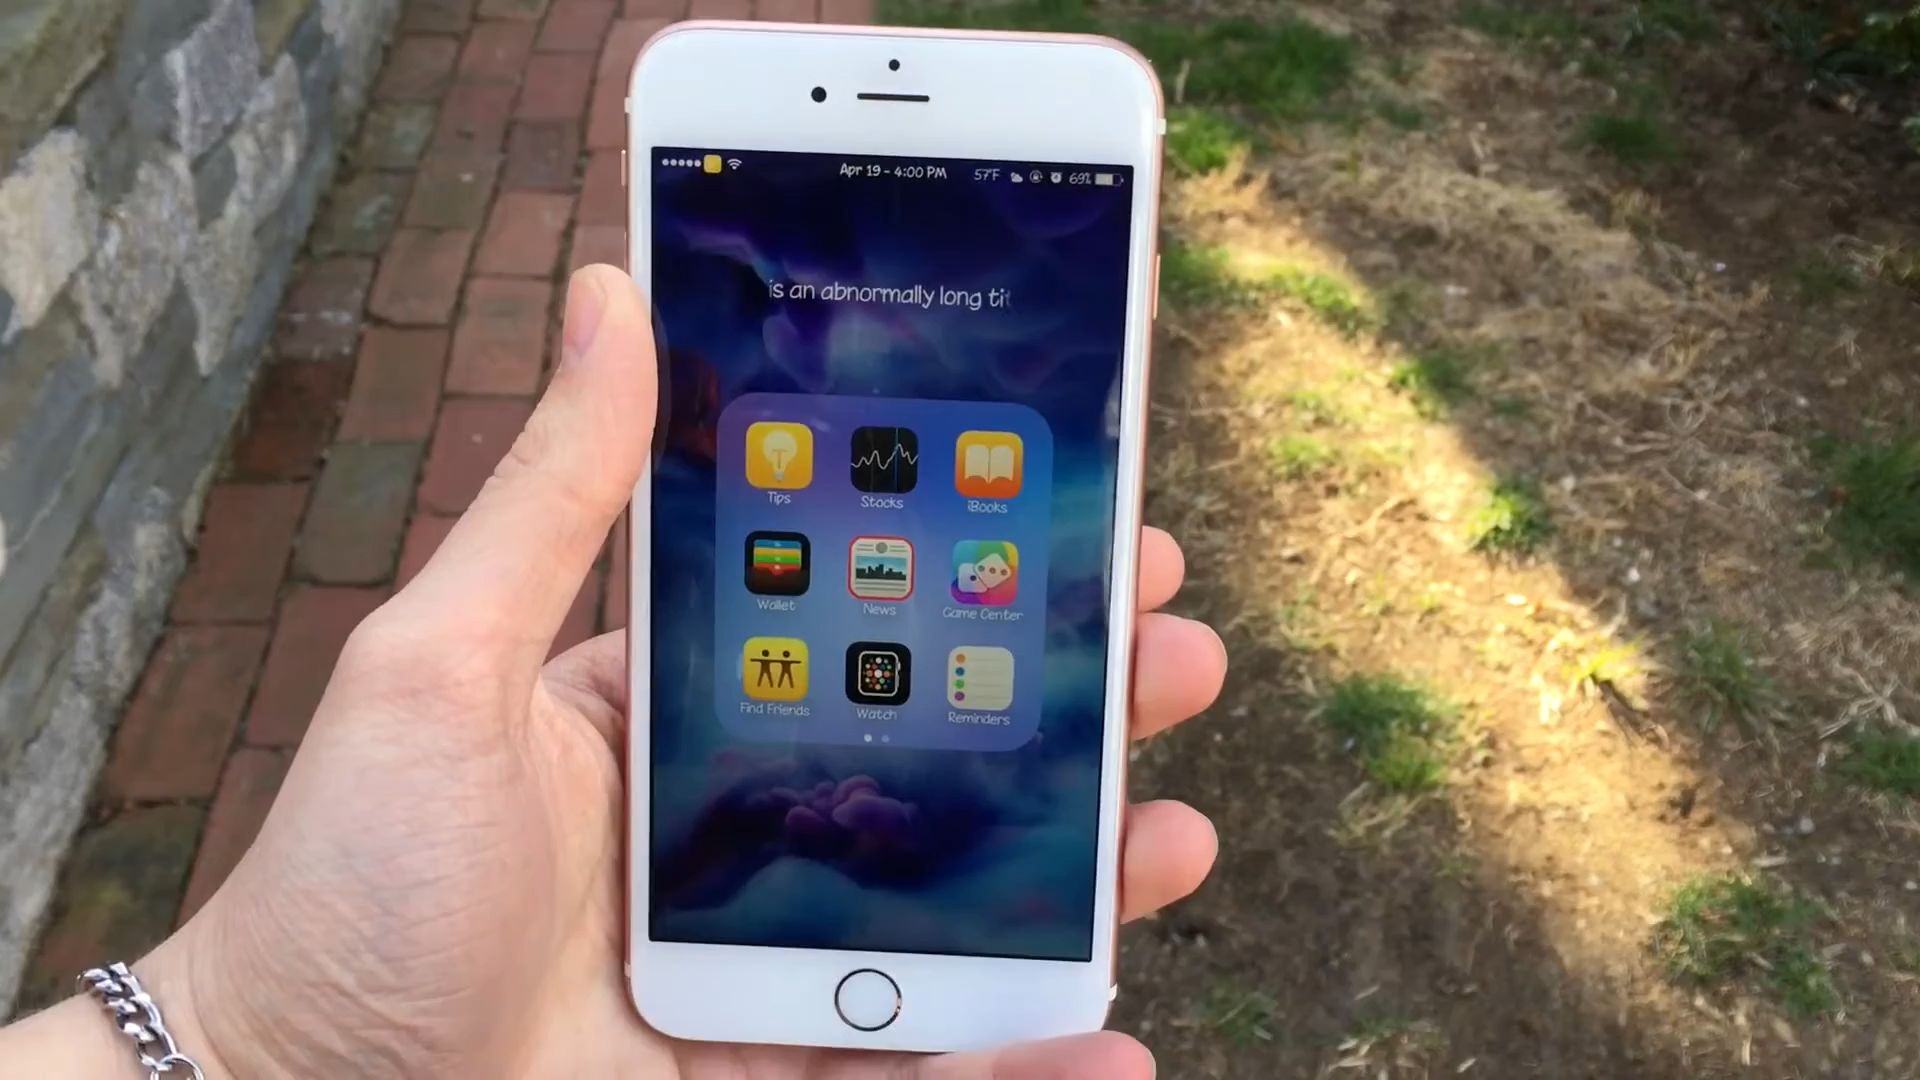 Apr 19 - 4:00 PM 57°F 69%
is an abnormally long tit
Tips Stocks iBooks
Wallet News Game Center
Find Friends Watch Reminders